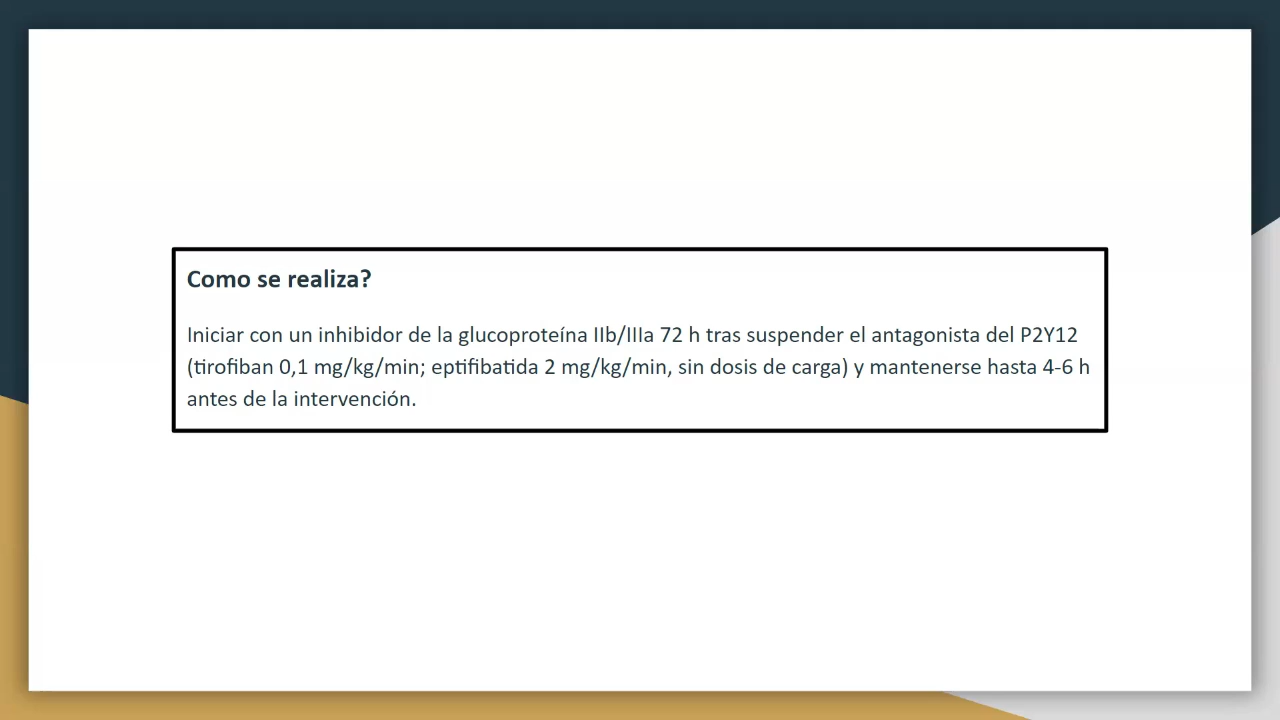 Como se realiza?
Iniciar con un inhibidor de la glucoproteína IIb/IIIa 72 h tras suspender el antagonista del P2Y12
(tirofiban 0,1 mg/kg/min; eptifibatida 2 mg/kg/min, sin dosis de carga) y mantenerse hasta 4-6 h
antes de la intervención.